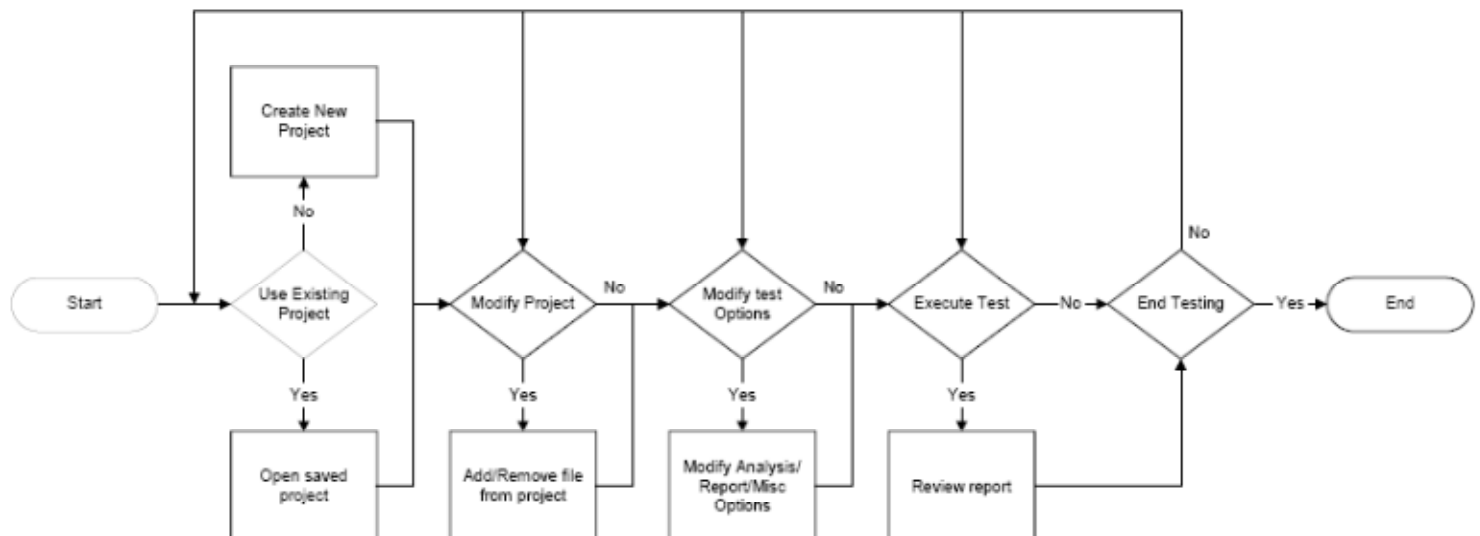 Create New
Project
No
Start
Use Existing
Project
Yes
Open saved
project
Modify Project
No
Yes
Add/Remove file
from project
Modify test
Options
No
Yes
Modify Analysis/
Report/Misc
Options
Execute Test
No
Yes
Review report
End Testing
No
Yes
End